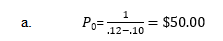 a. P₀= 1/.12−.10 = $50.00